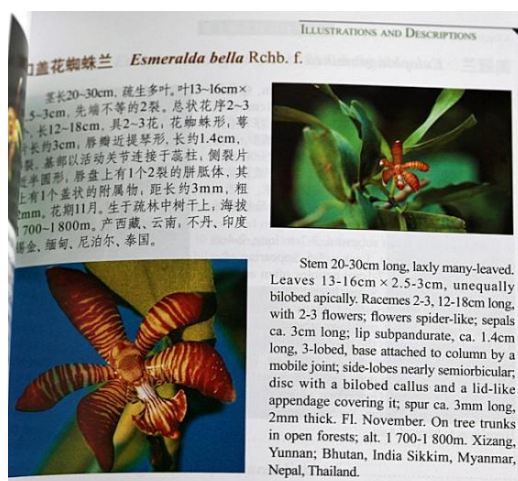 ILLUSTRATIONS AND DESCRIPTIONS
盖花蜘蛛兰 Esmeralda bella Rchb. f.
茎长20~30cm, 疏生多叶。叶13~16cm×
.5~3cm, 先端不等的2裂。总状花序2~3
, 长12~18cm, 具2~3花; 花蜘蛛形, 萼
长约3cm; 唇瓣近提琴形, 长约1.4cm,
裂, 基部以活动关节连接于蕊柱; 侧裂片
近半圆形; 唇盘上有1个2裂的胼胝体, 其
上有1个盖状的附属物; 距长约3mm, 粗
2mm。花期11月。生于疏林中树干上; 海拔
1 700~1 800m。产西藏、云南; 不丹、印度
锡金、缅甸、尼泊尔、泰国。
Stem 20-30cm long, laxly many-leaved.
Leaves 13-16cm × 2.5-3cm, unequally
bilobed apically. Racemes 2-3, 12-18cm long,
with 2-3 flowers; flowers spider-like; sepals
ca. 3cm long; lip subpandurate, ca. 1.4cm
long, 3-lobed, base attached to column by a
mobile joint; side-lobes nearly semiorbicular;
disc with a bilobed callus and a lid-like
appendage covering it; spur ca. 3mm long,
2mm thick. Fl. November. On tree trunks
in open forests; alt. 1 700-1 800m. Xizang,
Yunnan; Bhutan, India Sikkim, Myanmar,
Nepal, Thailand.